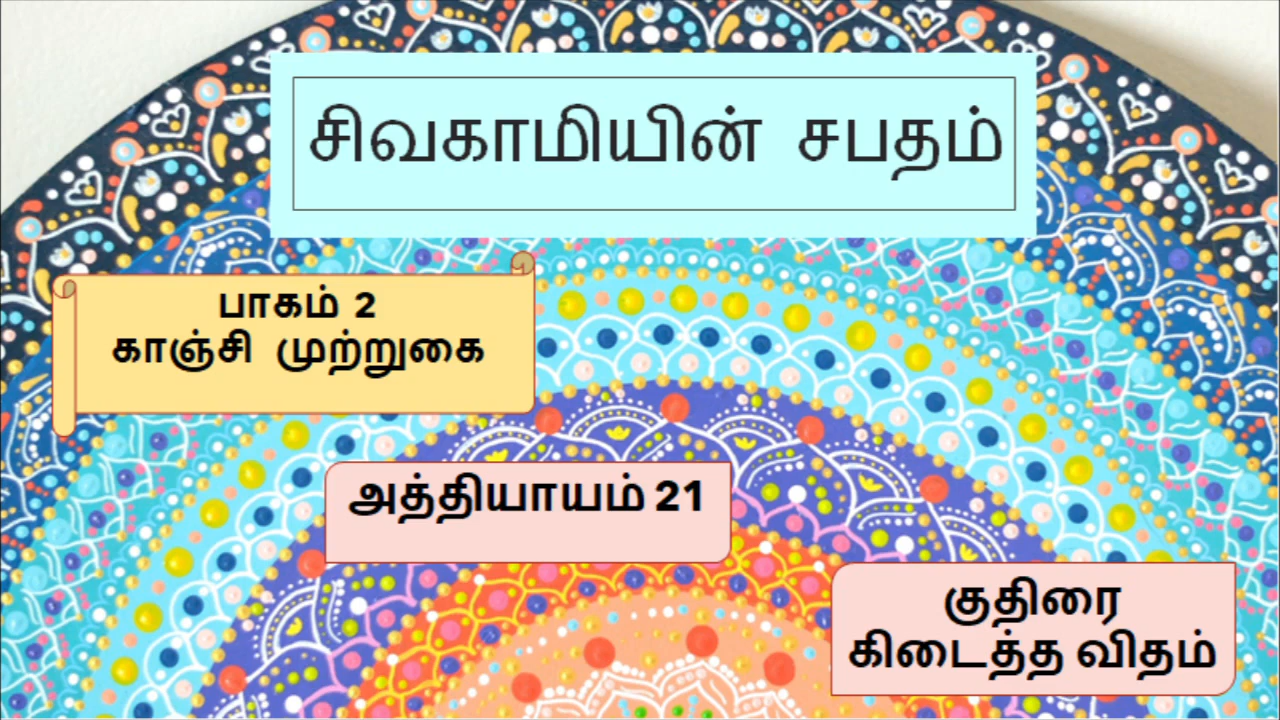 சிவகாமியின் சபதம்
பாகம் 2
காஞ்சி முற்றுகை
அத்தியாயம் 21
குதிரை
கிடைத்த விதம்